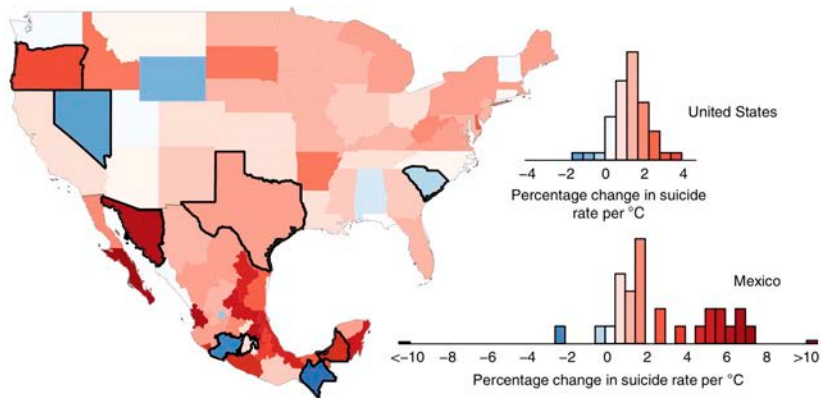 United States
−4 −2 0 2 4
Percentage change in suicide
rate per °C
Mexico
<−10 −8 −6 −4 −2 0 2 4 6 8 >10
Percentage change in suicide rate per °C